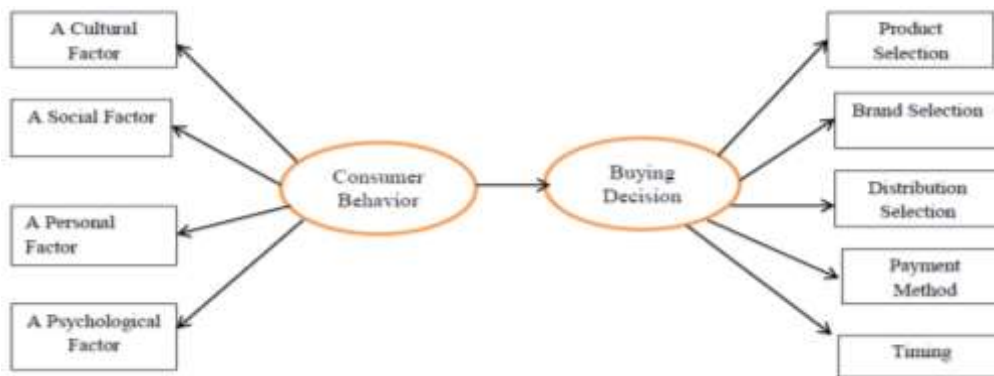 A Cultural
Factor
A Social Factor
A Personal
Factor
A Psychological
Factor
Consumer
Behavior
Buying
Decision
Product
Selection
Brand Selection
Distribution
Selection
Payment
Method
Timing